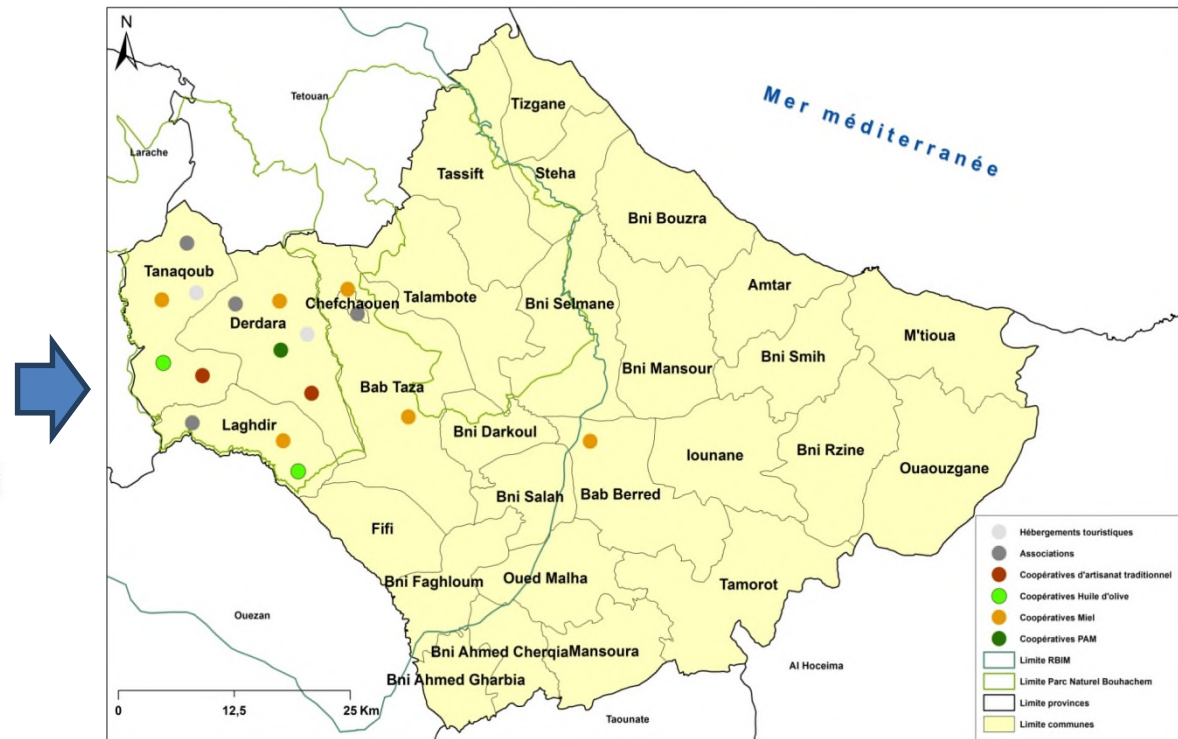 N
Tetouan
Larache
Mer méditerranée
Tizgane
Tassift
Steha
Bni Bouzra
Tanaqoub
Derdara
Chefchaouen
Talambote
Bni Selmane
Amtar
M'tioua
Bab Taza
Bni Mansour
Bni Smih
Laghdir
Bni Darkoul
Iounane
Bni Rzine
Ouaouzgane
Bni Salah
Bab Berred
Fifi
Bni Faghloum
Oued Malha
Tamorot
Ouezan
Bni Ahmed Cherqia
Mansoura
Bni Ahmed Gharbia
Al Hoceima
Taounate
0 12,5 25 Km
Hébergements touristiques
Associations
Coopératives d'artisanat traditionnel
Coopératives Huile d'olive
Coopératives Miel
Coopératives PAM
Limite RBIM
Limite Parc Naturel Bouhachem
Limite provinces
Limite communes